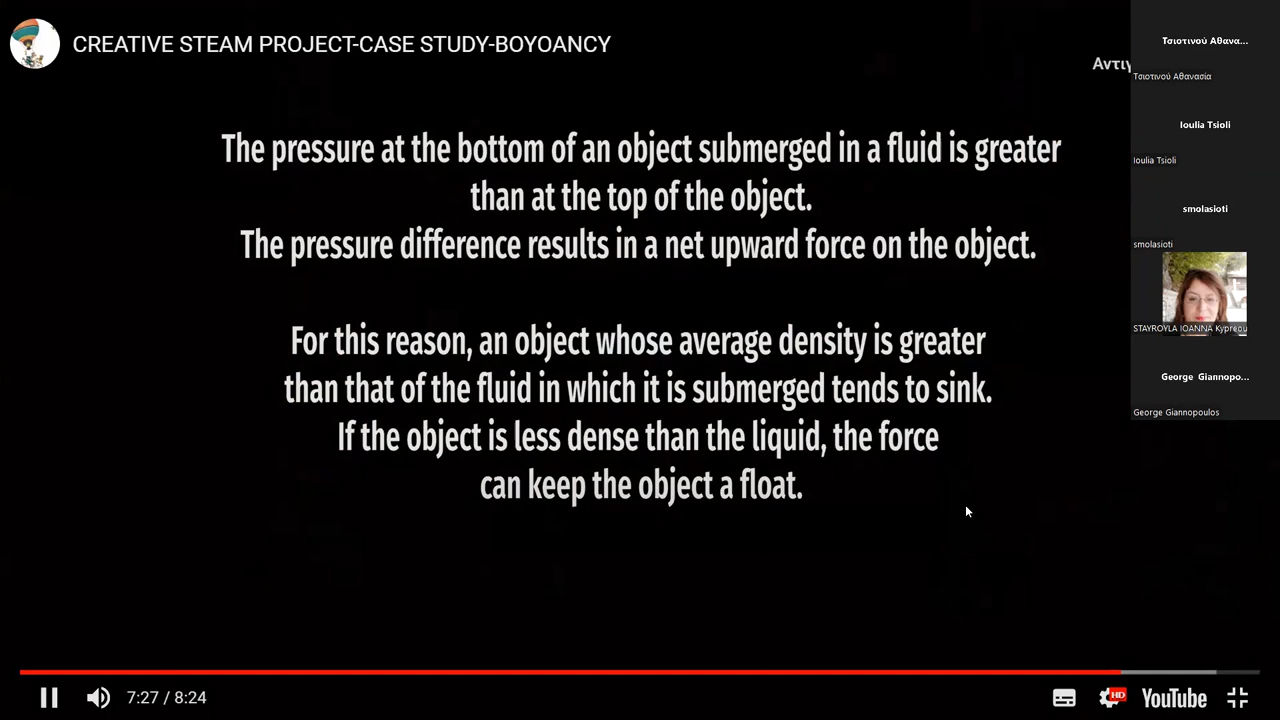 CREATIVE STEAM PROJECT-CASE STUDY-BOYOANCY
Αντιγ
The pressure at the bottom of an object submerged in a fluid is greater
than at the top of the object.
The pressure difference results in a net upward force on the object.
For this reason, an object whose average density is greater
than that of the fluid in which it is submerged tends to sink.
If the object is less dense than the liquid, the force
can keep the object a float.
Τσιοτινού Αθανα...
Τσιοτινού Αθανασία
Ioulia Tsioli
Ioulia Tsioli
smolasioti
smolasioti
STAYROYLA IOANNA Kypreou
George Giannopo...
George Giannopoulos
7:27 / 8:24
HD
YouTube